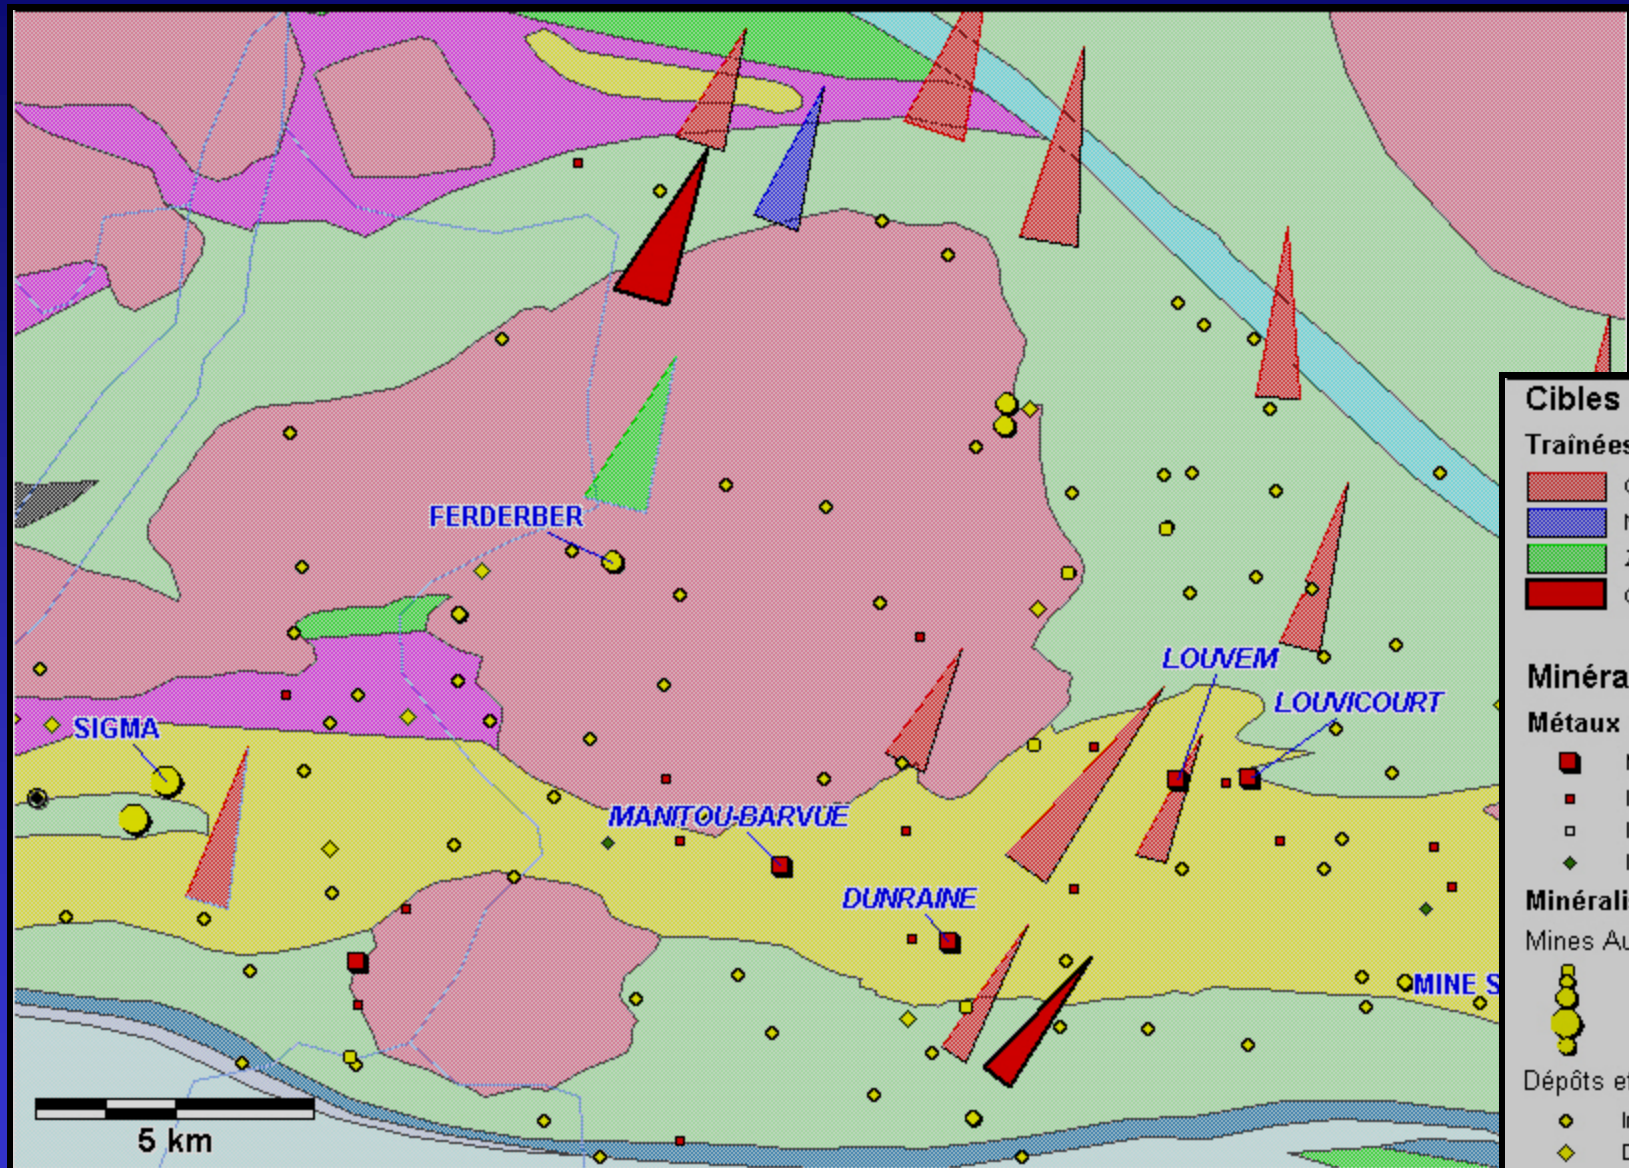 FERDERBER
LOUVEM
LOUVICOURT
SIGMA
MANITOU-BARVUE
DUNRAINE
MINE S
5 km
Cibles
Traînées
Minéra
Métaux
Minérali
Mines Au
Dépôts et